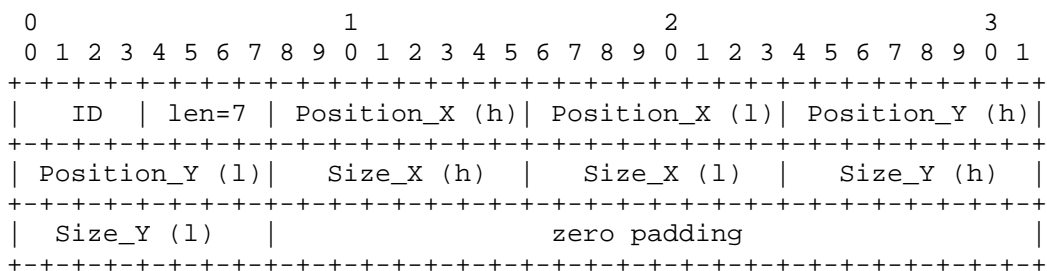 0                   1                   2                   3
 0 1 2 3 4 5 6 7 8 9 0 1 2 3 4 5 6 7 8 9 0 1 2 3 4 5 6 7 8 9 0 1
+-+-+-+-+-+-+-+-+-+-+-+-+-+-+-+-+-+-+-+-+-+-+-+-+-+-+-+-+-+-+-+-+
|   ID  | len=7 | Position_X (h)| Position_X (l)| Position_Y (h)|
+-+-+-+-+-+-+-+-+-+-+-+-+-+-+-+-+-+-+-+-+-+-+-+-+-+-+-+-+-+-+-+-+
| Position_Y (l)|   Size_X (h)  |   Size_X (l)  |   Size_Y (h)  |
+-+-+-+-+-+-+-+-+-+-+-+-+-+-+-+-+-+-+-+-+-+-+-+-+-+-+-+-+-+-+-+-+
|  Size_Y (l)   |                 zero padding                  |
+-+-+-+-+-+-+-+-+-+-+-+-+-+-+-+-+-+-+-+-+-+-+-+-+-+-+-+-+-+-+-+-+